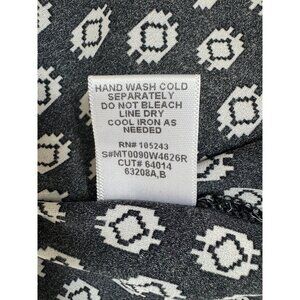 HAND WASH COLD
SEPARATELY
DO NOT BLEACH
LINE DRY
COOL IRON AS
NEEDED
RN# 105243
S#MT0090W4626R
CUT# 64014
63208A,B